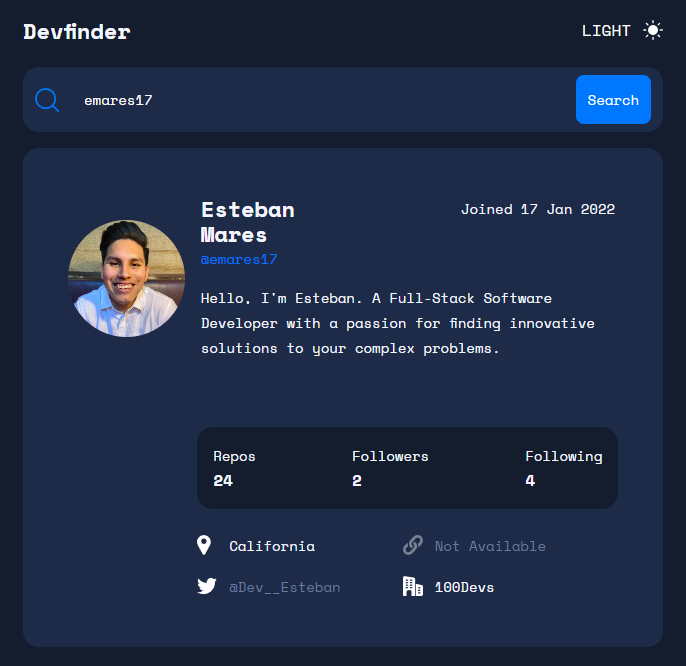 Devfinder
LIGHT
emares17
Search
Esteban
Mares
Joined 17 Jan 2022
@emares17
Hello, I'm Esteban. A Full-Stack Software
Developer with a passion for finding innovative
solutions to your complex problems.
Repos Followers Following
24 2 4
California
Not Available
@Dev__Esteban
100Devs